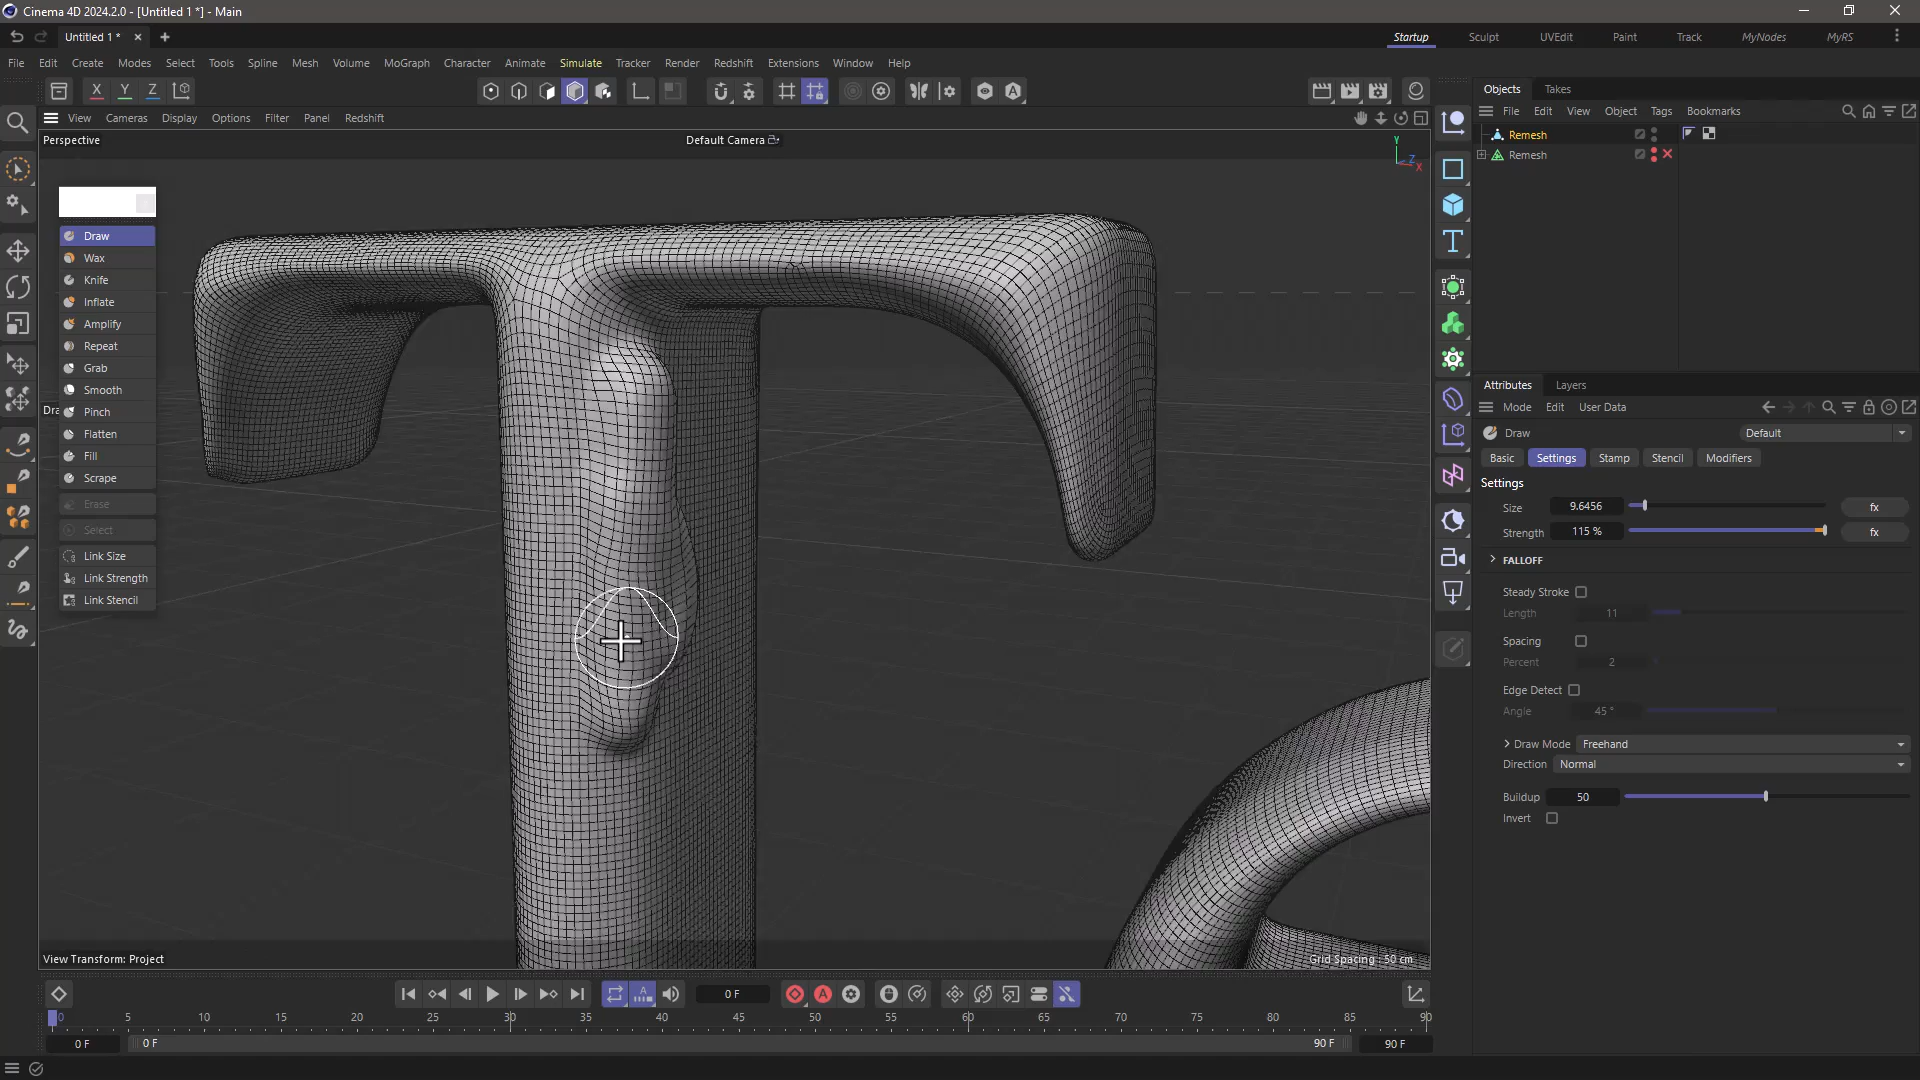 Cinema 4D 2024.2.0 - [Untitled 1 *] - Main
Untitled 1 *
Startup
Sculpt
UVEdit
Paint
Track
MyNodes
MyRS
File Edit Create Modes Select Tools Spline Mesh Volume MoGraph Character Animate Simulate Tracker Render Redshift Extensions Window Help
X Y Z
Objects Takes
File Edit View Object Tags Bookmarks
View Cameras Display Options Filter Panel Redshift
Perspective
Default Camera
Y
Z
X
Remesh
Remesh
Draw
Wax
Knife
Inflate
Amplify
Repeat
Grab
Smooth
Dra
Pinch
Flatten
Fill
Scrape
Erase
Select
Link Size
Link Strength
Link Stencil
Attributes Layers
Mode Edit User Data
Draw
Default
Basic Settings Stamp Stencil Modifiers
Settings
Size 9.6456 fx
Strength 115 % fx
FALLOFF
Steady Stroke
Length 11
Spacing
Percent 2
Edge Detect
Angle 45 °
Draw Mode Freehand
Direction Normal
Buildup 50
Invert
View Transform: Project
Grid Spacing : 50 cm
0 F
0 5 10 15 20 25 30 35 40 45 50 55 60 65 70 75 80 85 90
0 F 0 F 90 F 90 F